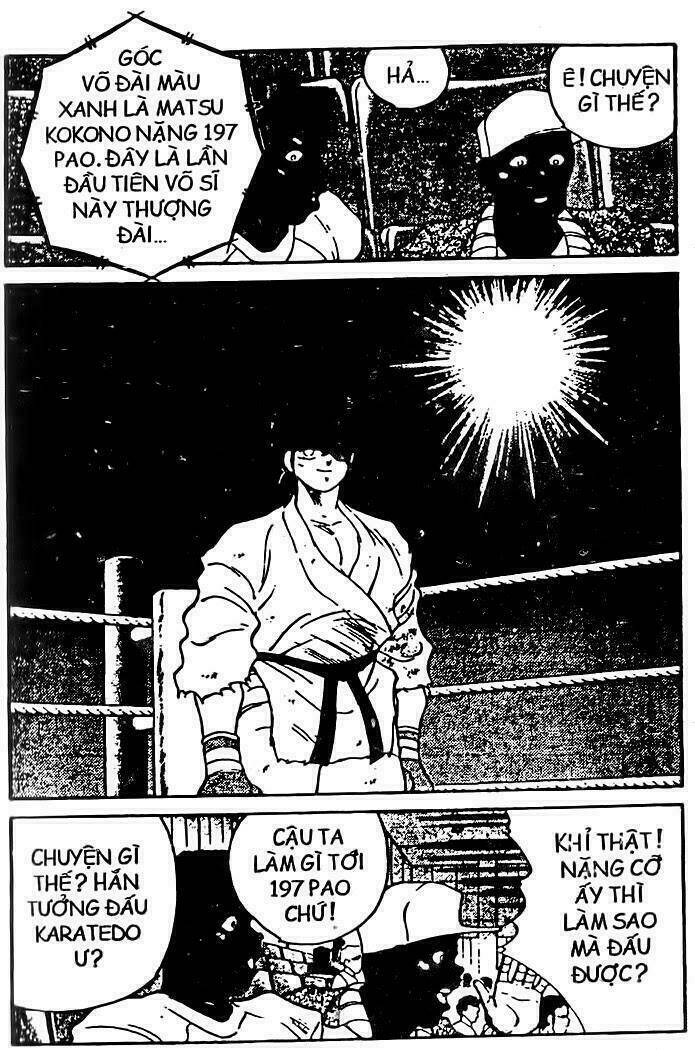 GÓC
VÕ ĐÀI MÀU
XANH LÀ MATSU
KOKONO NẶNG 197
PAO. ĐÂY LÀ LẦN
ĐẦU TIÊN VÕ SĨ
NÀY THƯỢNG
ĐÀI...
HẢ...
Ê! CHUYỆN
GÌ THẾ?
CHUYỆN GÌ
THẾ? HẮN
TƯỞNG ĐẤU
KARATEDO
Ư?
CẬU TA
LÀM GÌ TỚI
197 PAO
CHỨ!
KHỈ THẬT!
NẶNG CỠ
ẤY THÌ
LÀM SAO
MÀ ĐẤU
ĐƯỢC?